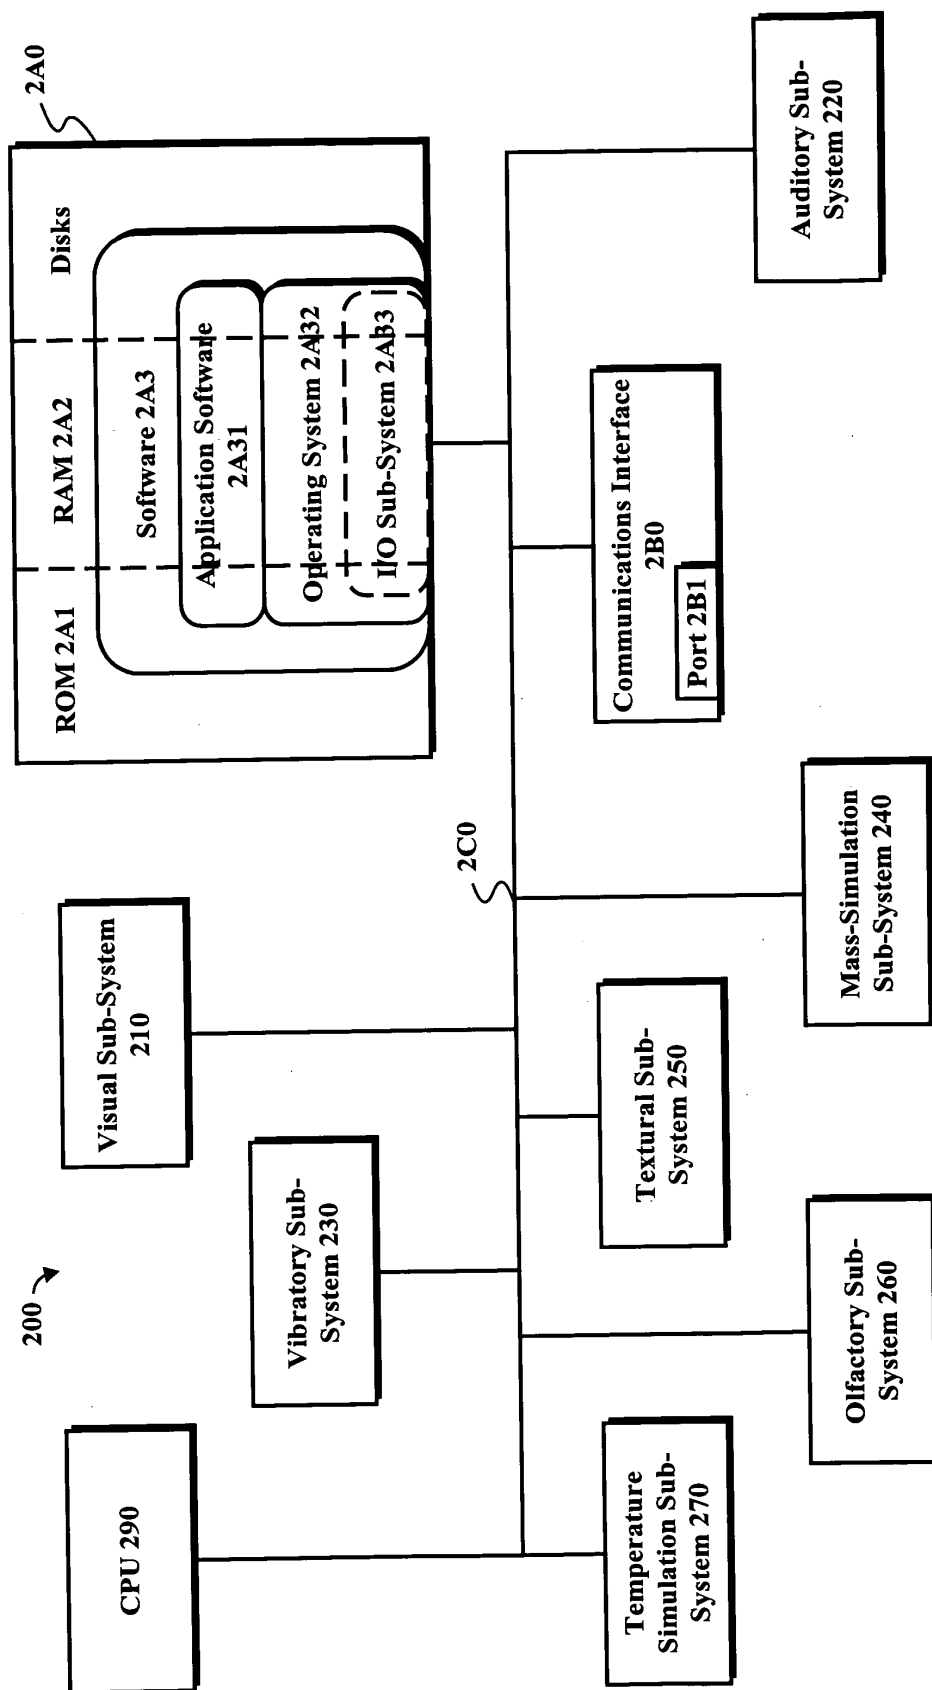 200
CPU 290
Visual Sub-System
210
Vibratory Sub-
System 230
2A0
ROM 2A1
RAM 2A2
Disks
Software 2A3
Application Software
2A31
Operating System 2A32
I/O Sub-System 2A33
2C0
Temperature
Simulation Sub-
System 270
Textural Sub-
System 250
Communications Interface
2B0
Port 2B1
Olfactory Sub-
System 260
Mass-Simulation
Sub-System 240
Auditory Sub-
System 220